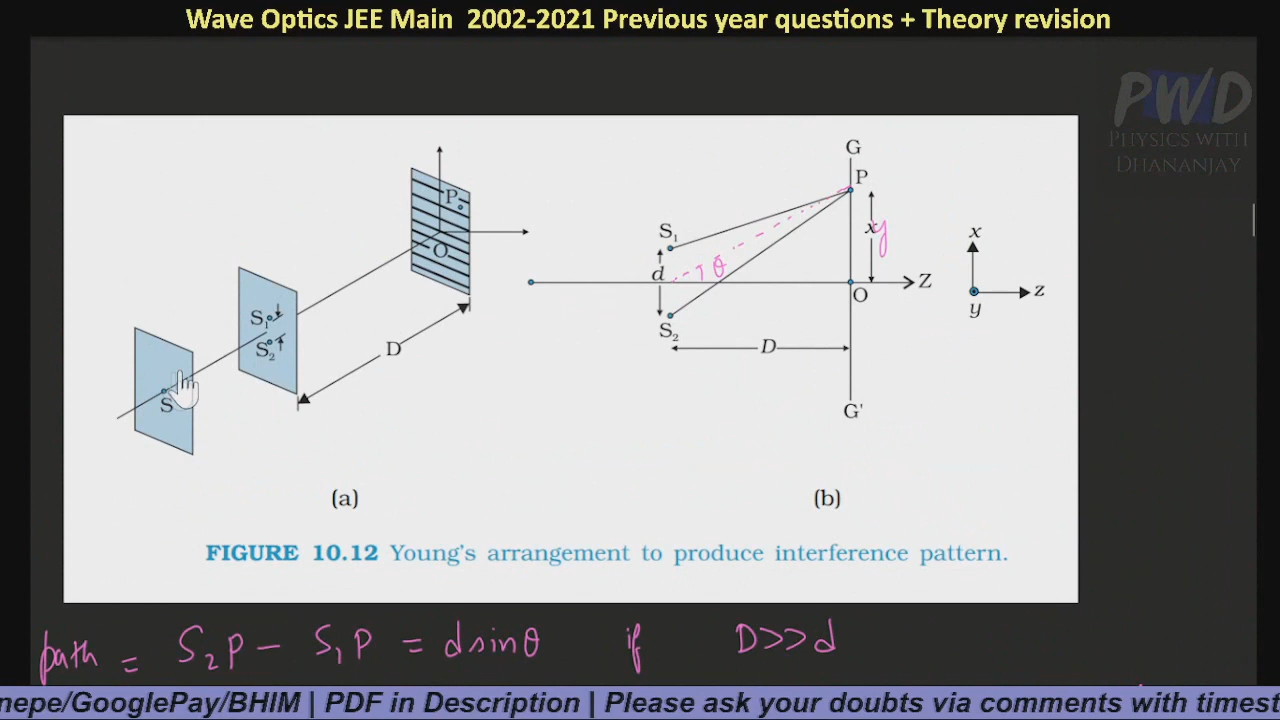 Wave Optics JEE Main 2002-2021 Previous year questions + Theory revision
PWD
PHYSICS WITH
DHANANJAY
G
P
P
S₁
x
y
x
O
d
θ
Z
z
S₁
O
y
S₂
S₂
D
D
S
G'
(a)
(b)
FIGURE 10.12 Young's arrangement to produce interference pattern.
path = S₂P - S₁P = dsinθ if D>>d
nepe/GooglePay/BHIM | PDF in Description | Please ask your doubts via comments with timest